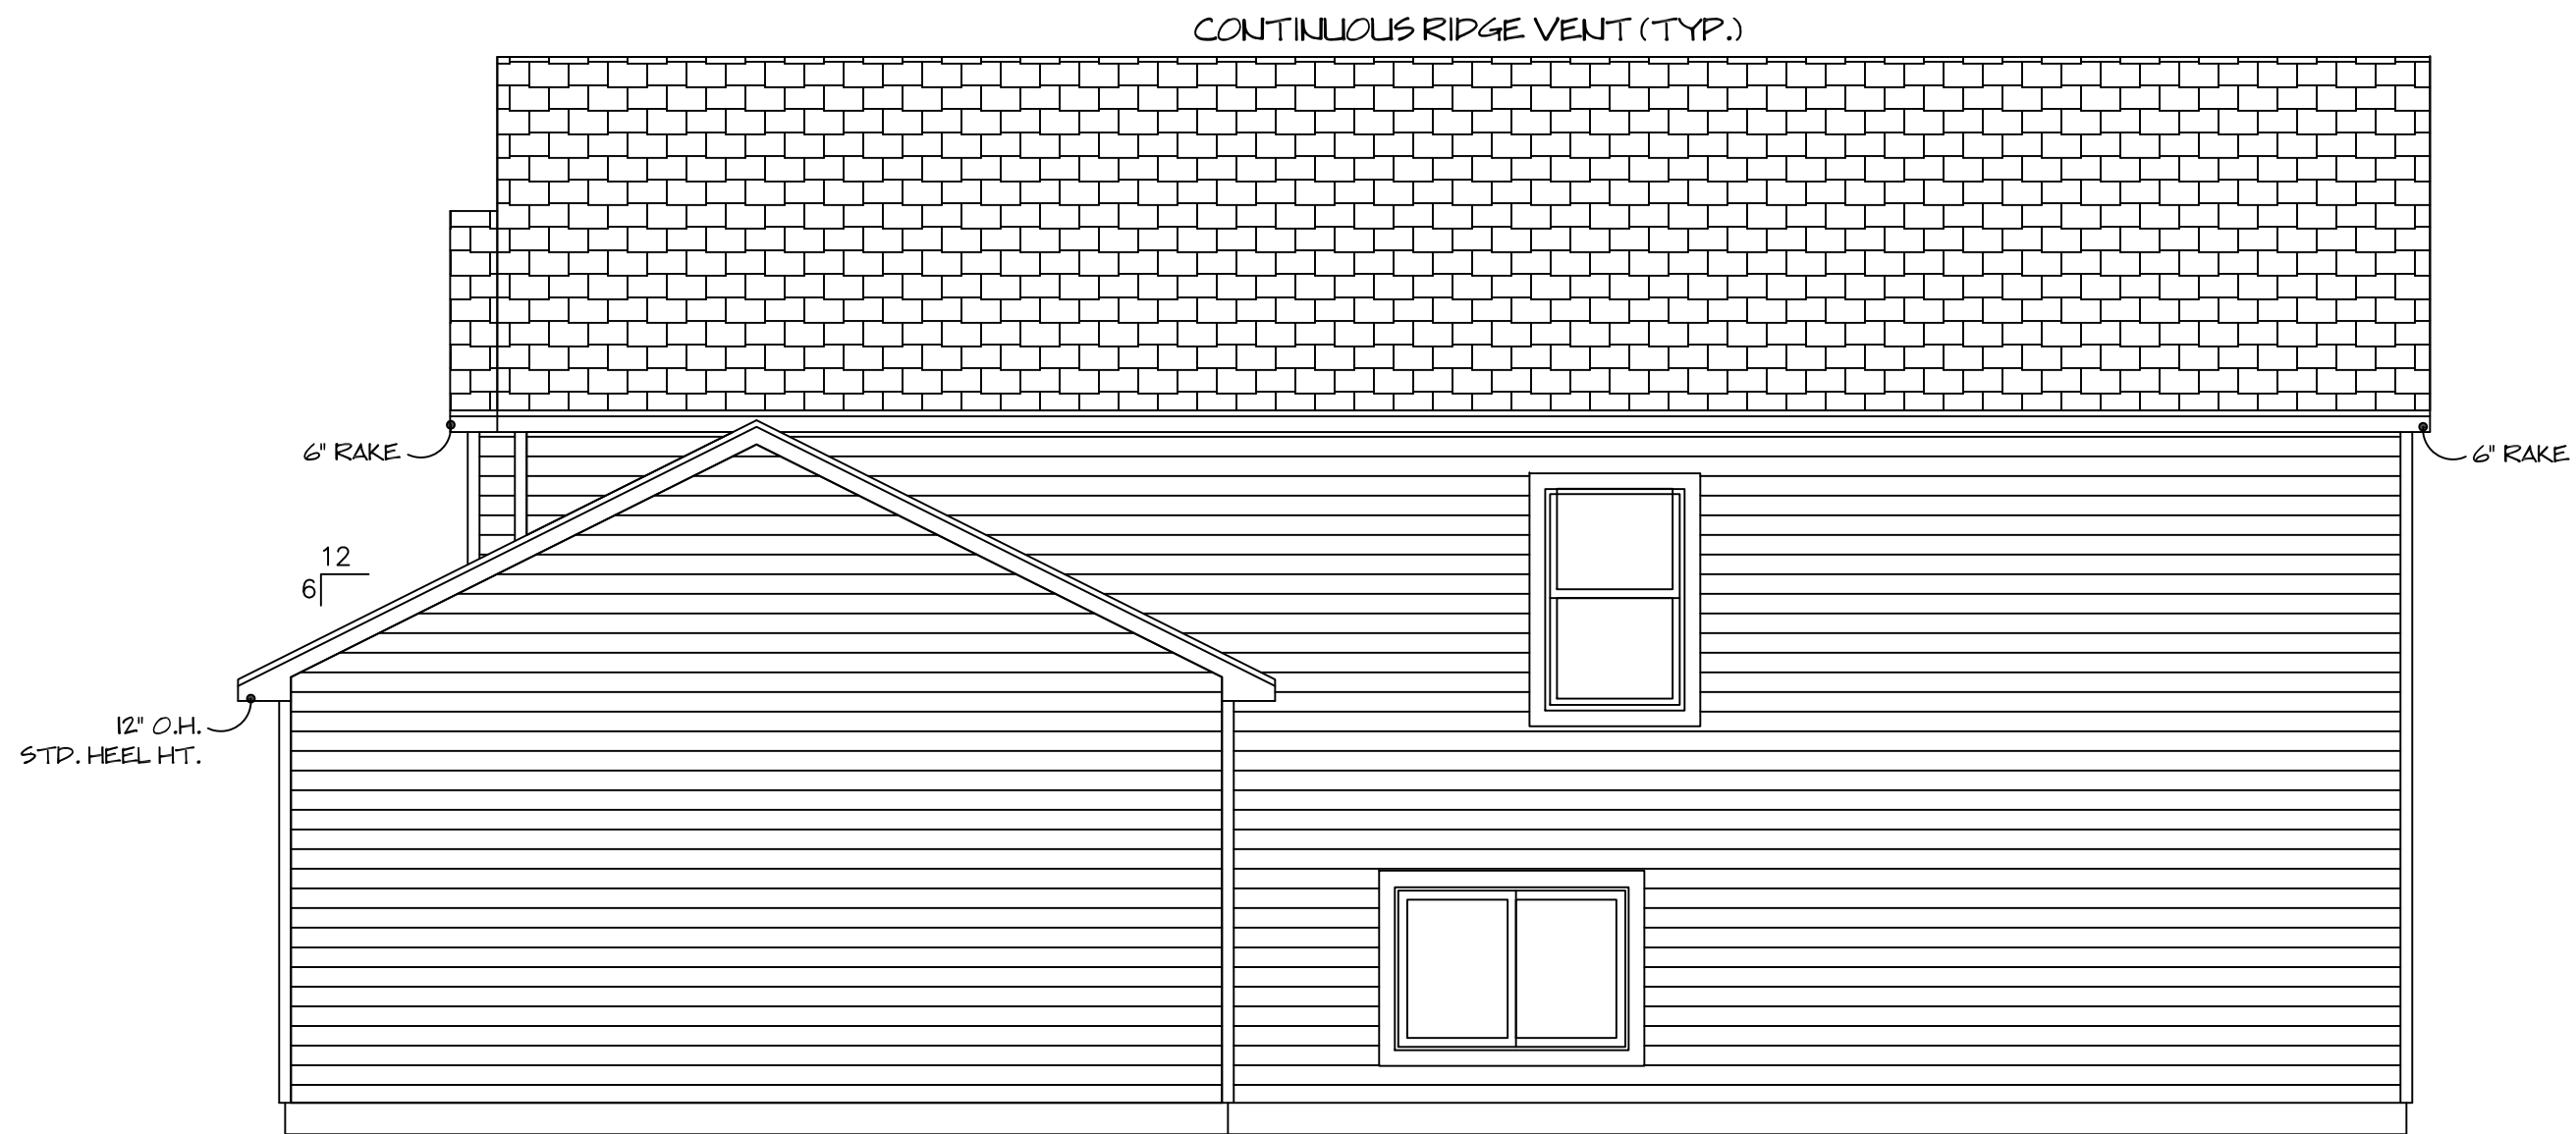 CONTINUOUS RIDGE VENT (TYP.)
6" RAKE
6" RAKE
12
6
12" O.H.
STD. HEEL HT.